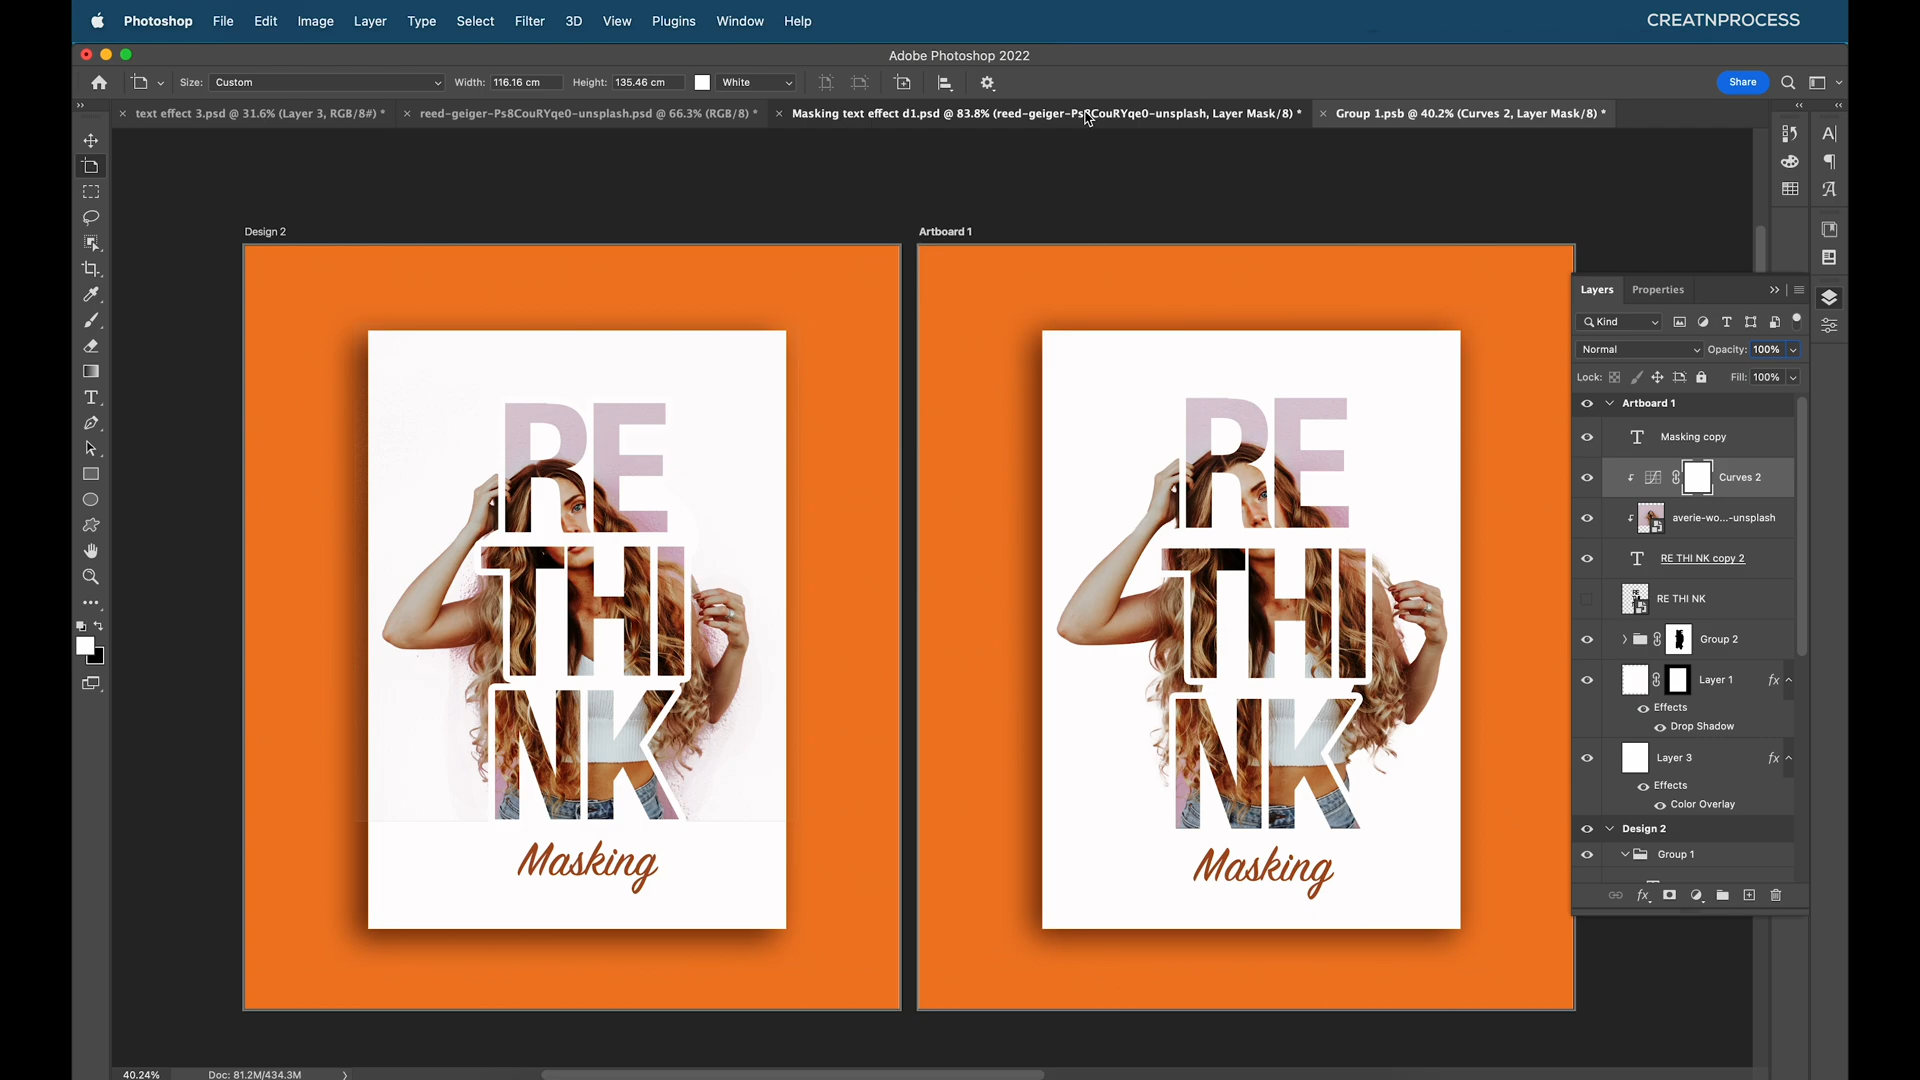 Photoshop File Edit Image Layer Type Select Filter 3D View Plugins Window Help
CREATNPROCESS
Adobe Photoshop 2022
Size: Custom Width: 116.16 cm Height: 135.46 cm White Share
text effect 3.psd @ 31.6% (Layer 3, RGB/8#) * reed-geiger-Ps8CouRYqe0-unsplash.psd @ 66.3% (RGB/8) * Masking text effect d1.psd @ 83.8% (reed-geiger-Ps8CouRYqe0-unsplash, Layer Mask/8) * Group 1.psb @ 40.2% (Curves 2, Layer Mask/8) *
Design 2
RE
THI
NK
Masking
Artboard 1
RE
THI
NK
Masking
Layers Properties
Kind
Normal Opacity: 100%
Lock: Fill: 100%
Artboard 1
Masking copy
Curves 2
averie-wo...-unsplash
RE THI NK copy 2
RE THI NK
Group 2
Layer 1 fx
Effects
Drop Shadow
Layer 3 fx
Effects
Color Overlay
Design 2
Group 1
fx
40.24% Doc: 81.2M/434.3M